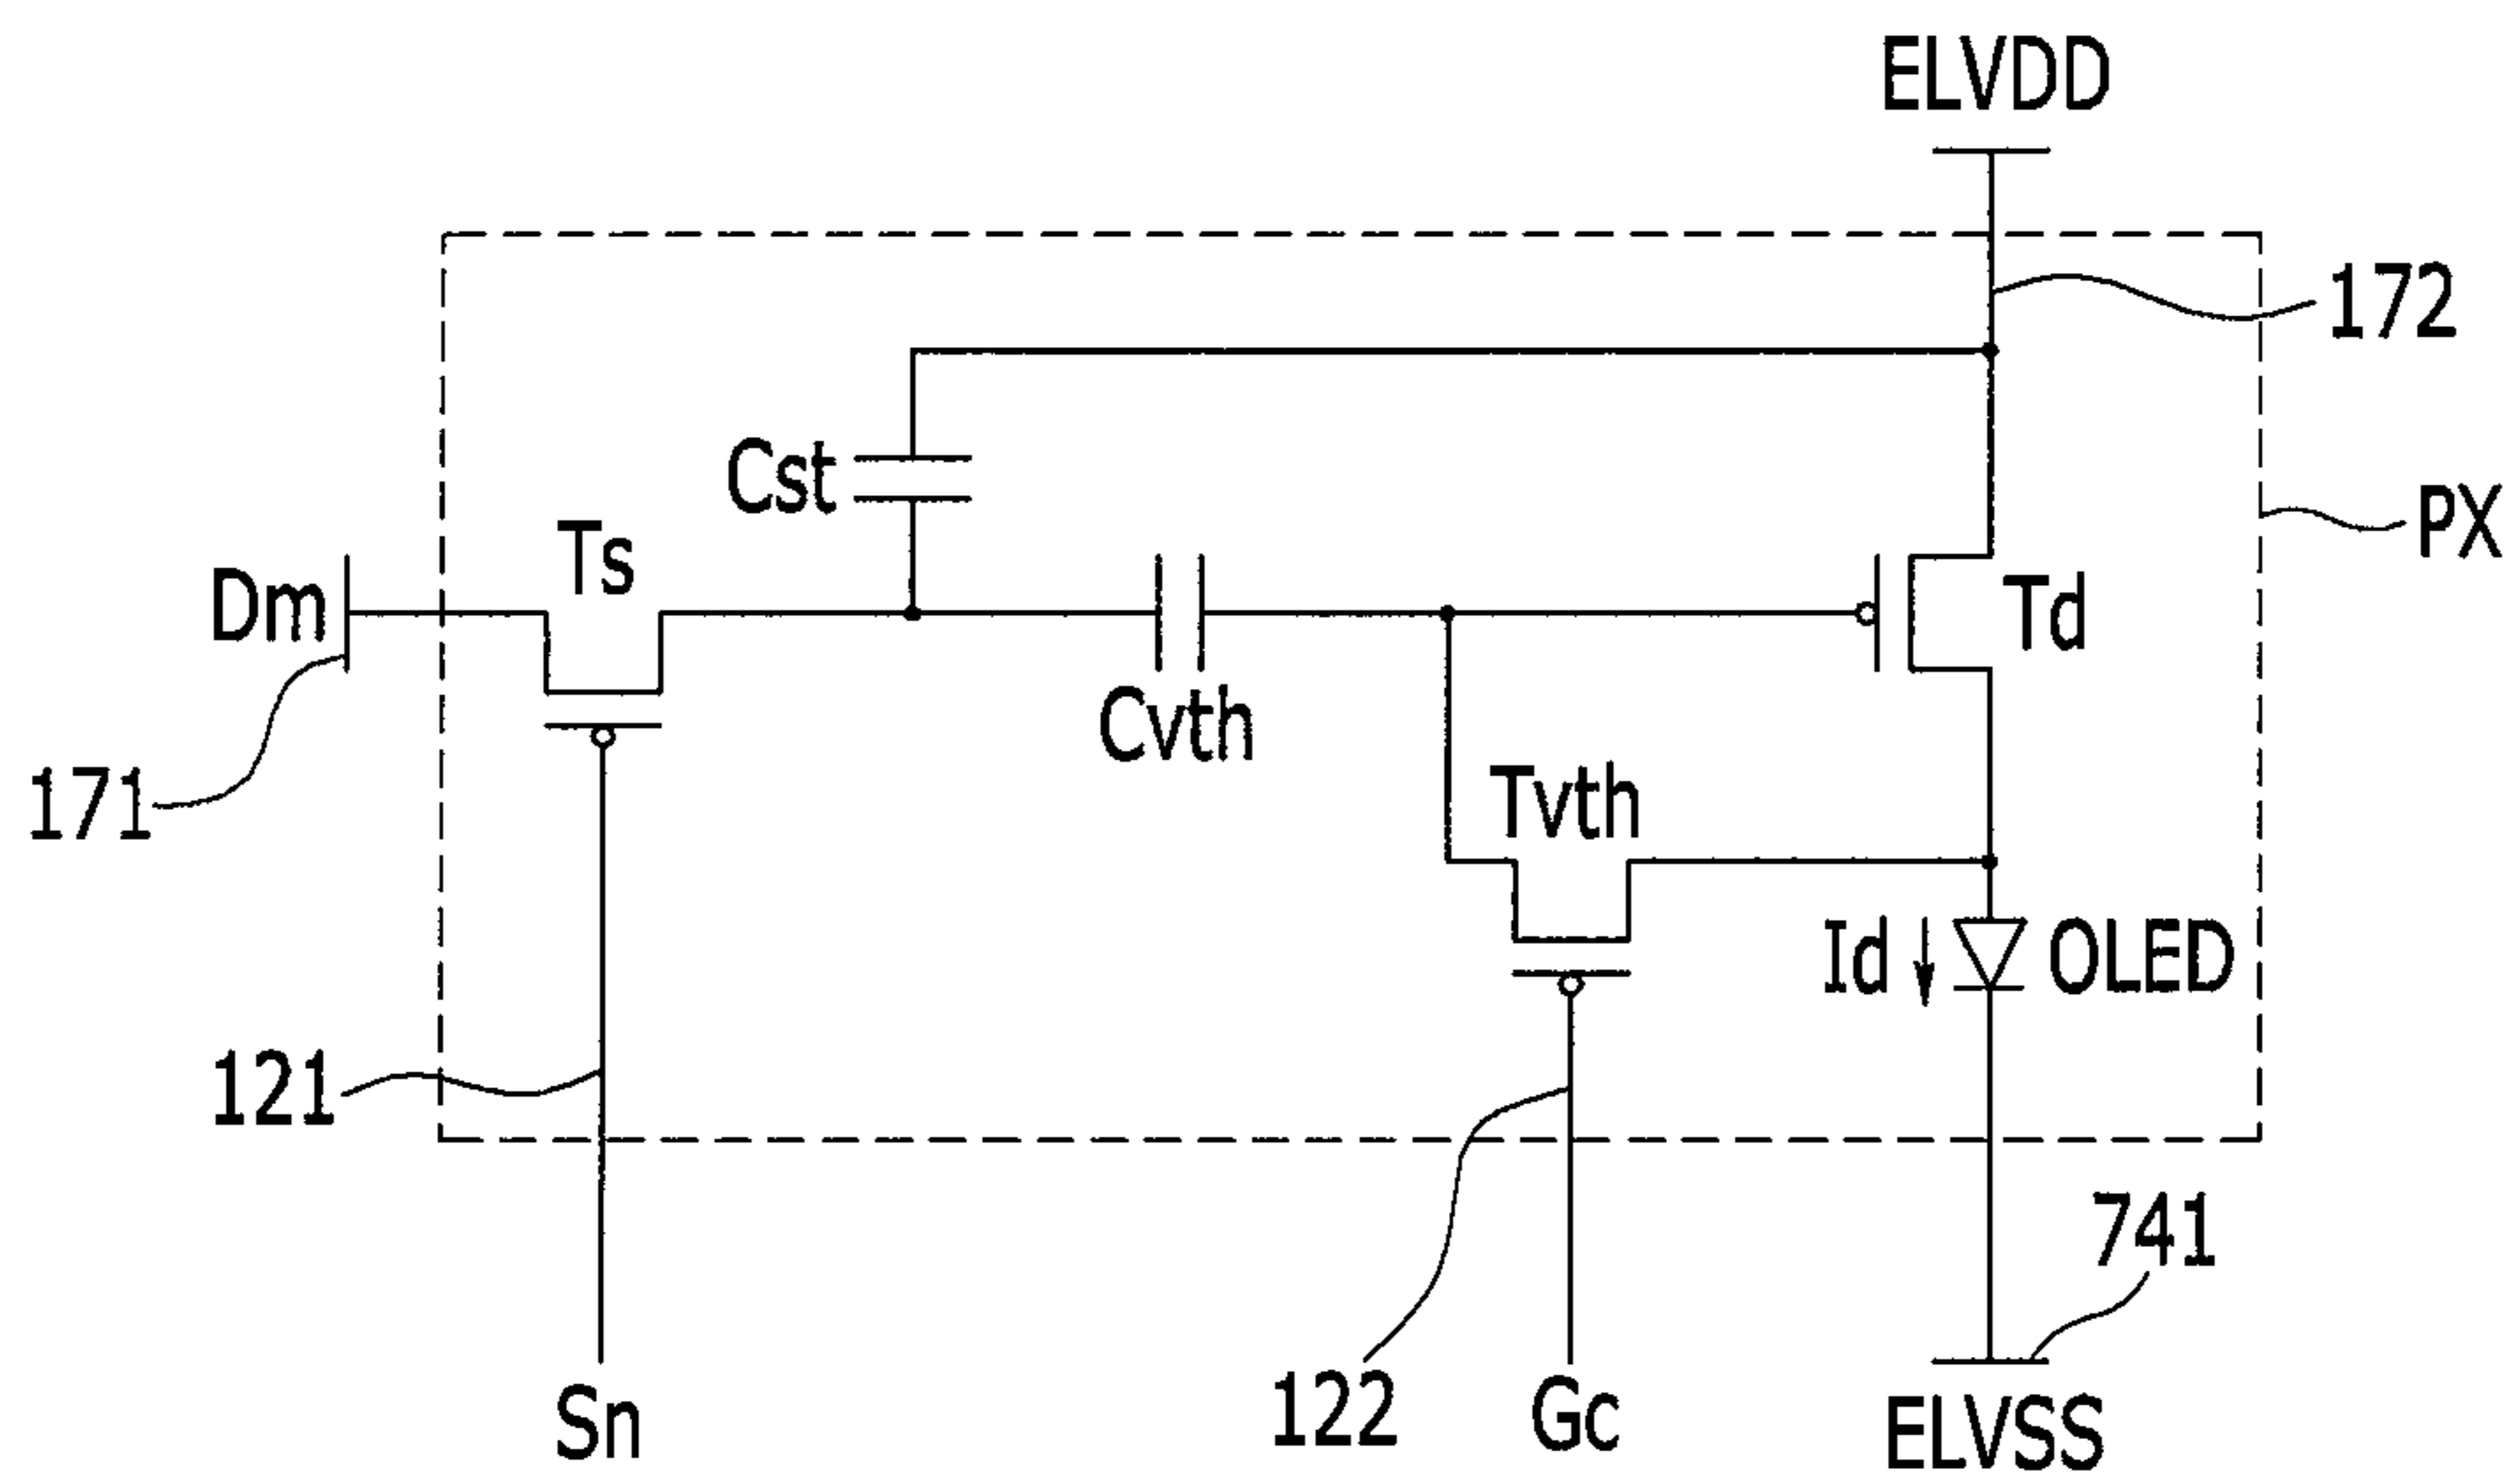 ELVDD
172
Cst
PX
Ts
Dm
Td
Cvth
171
Tvth
Id
OLED
121
741
122
Sn
Gc
ELVSS